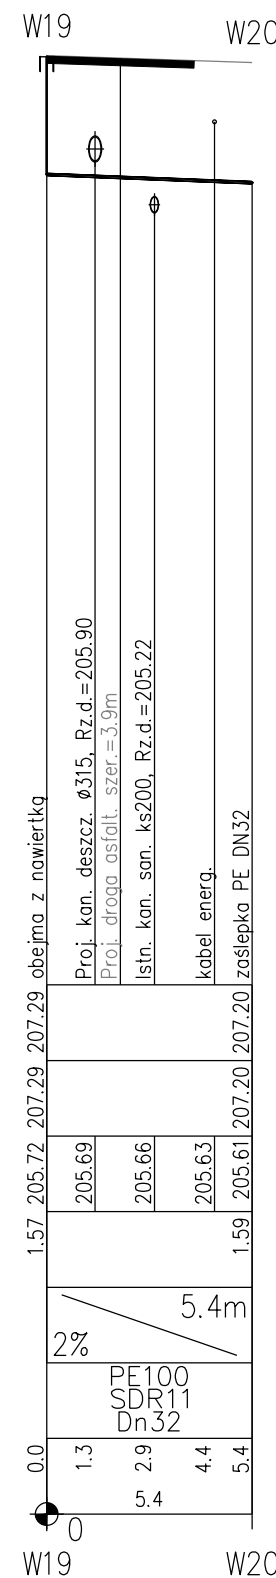 W19
W20
obejma z nawiertką
Proj. kan. deszcz. ø315, Rz.d.=205.90
Proj. droga asfalt. szer.=3.9m
Istn. kan. san. ks200, Rz.d.=205.22
kabel energ.
zaślepka PE DN32
207.29
207.20
207.29
207.20
205.72
205.69
205.66
205.63
205.61
1.57
1.59
5.4m
2%
PE100
SDR11
Dn32
0.0
1.3
2.9
4.4
5.4
5.4
0
W19
W20